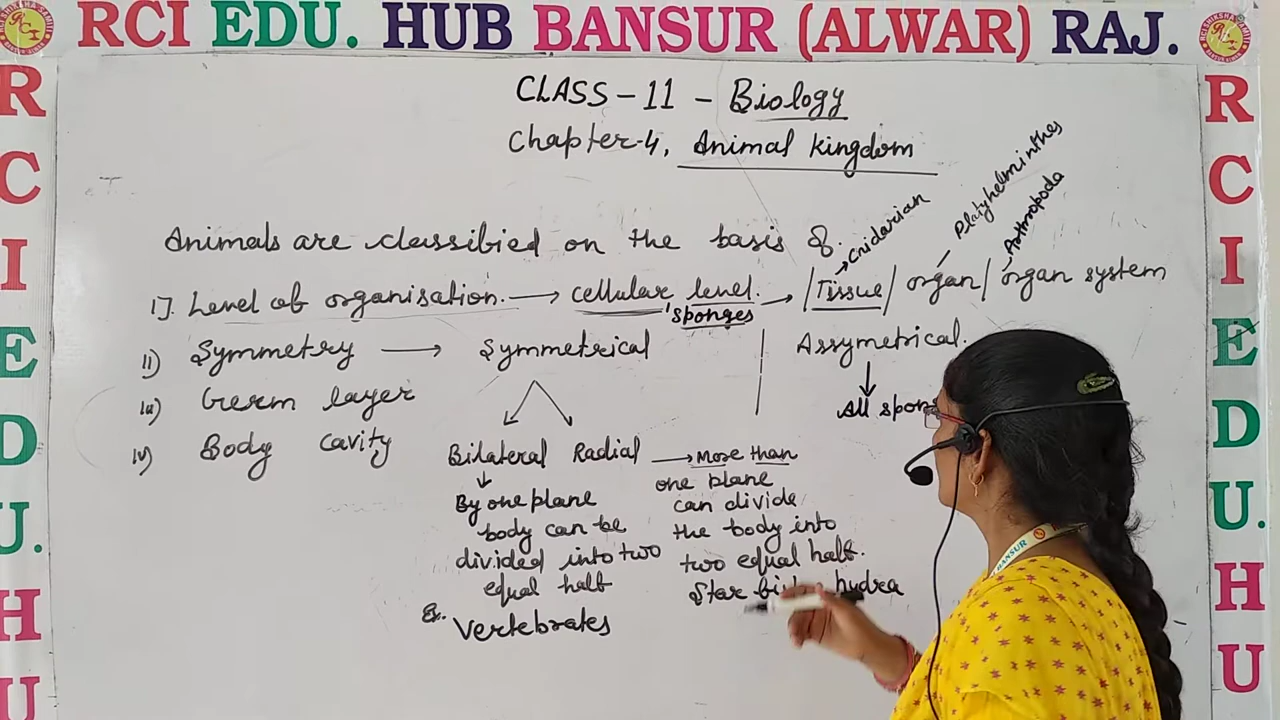 RCI EDU. HUB BANSUR (ALWAR) RAJ.
R
C
I
E
D
U.
H
U
R
C
I
E
D
U.
H
U
CLASS-11 - Biology
Chapter-4, Animal kingdom
Animals are classified on the basis of.
I). Level of organisation. → cellular level. → /Tissue/ organ/ organ system
'sponges
→Cnidarian
Platyhelminthes
Arthropoda
II) Symmetry → Symmetrical
Assymetrical.
All spon
III) Germ layer
IV) Body cavity
Bilateral Radial → More than
one plane
can divide
the body into
two equal half.
Star hydra
By one plane
body can be
divided into two
equal half
Ex. Vertebrates
BANSUR